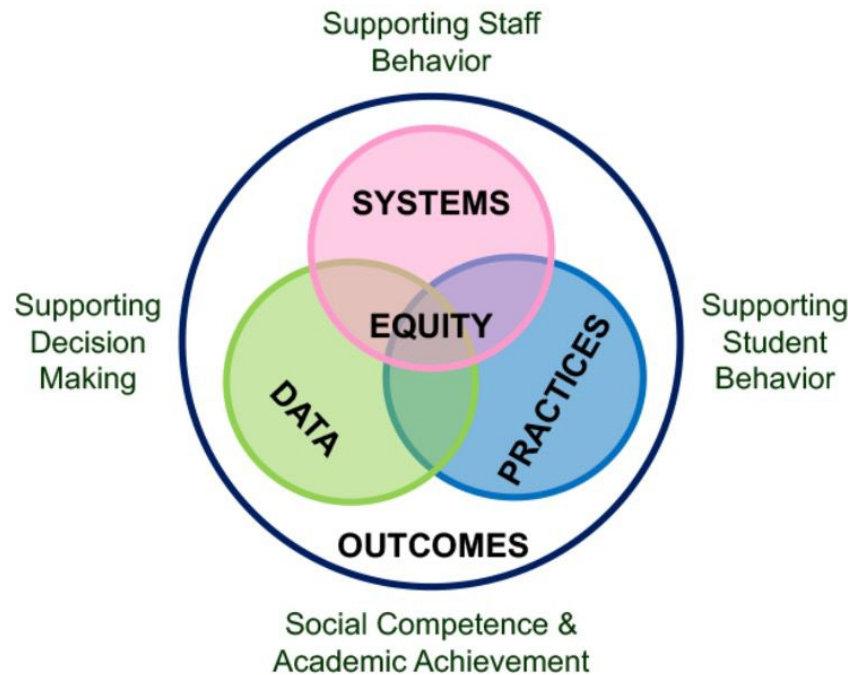 Supporting Staff
Behavior
SYSTEMS
Supporting
Decision
Making
EQUITY
Supporting
Student
Behavior
DATA
PRACTICES
OUTCOMES
Social Competence &
Academic Achievement